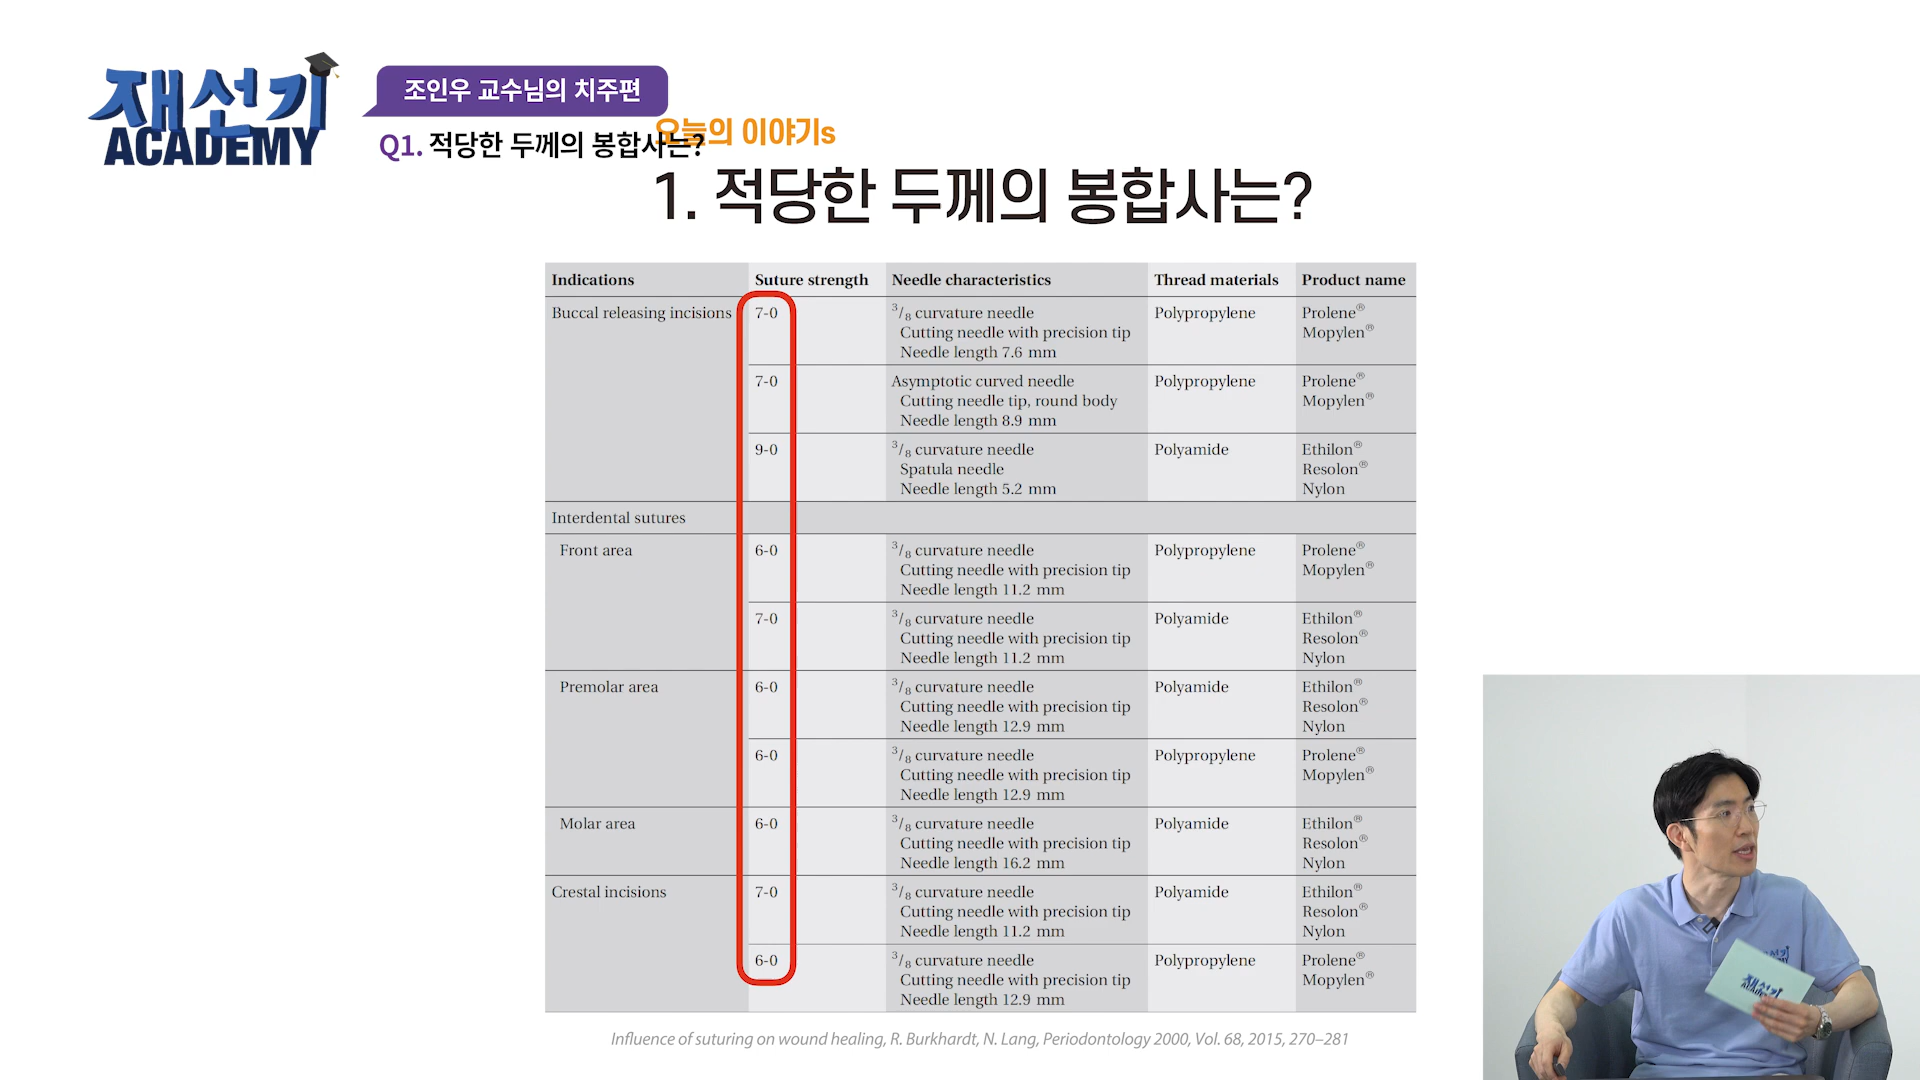 재선기
ACADEMY
조인우 교수님의 치주편
Q1. 적당한 두께의 봉합사는?
오늘의 이야기s
1. 적당한 두께의 봉합사는?
Indications Suture strength Needle characteristics Thread materials Product name
Buccal releasing incisions 7-0 3/8 curvature needle Polypropylene Prolene®
Cutting needle with precision tip Mopylen®
Needle length 7.6 mm
7-0 Asymptotic curved needle Polypropylene Prolene®
Cutting needle tip, round body Mopylen®
Needle length 8.9 mm
9-0 3/8 curvature needle Polyamide Ethilon®
Spatula needle Resolon®
Needle length 5.2 mm Nylon
Interdental sutures
Front area 6-0 3/8 curvature needle Polypropylene Prolene®
Cutting needle with precision tip Mopylen®
Needle length 11.2 mm
7-0 3/8 curvature needle Polyamide Ethilon®
Cutting needle with precision tip Resolon®
Needle length 11.2 mm Nylon
Premolar area 6-0 3/8 curvature needle Polyamide Ethilon®
Cutting needle with precision tip Resolon®
Needle length 12.9 mm Nylon
6-0 3/8 curvature needle Polypropylene Prolene®
Cutting needle with precision tip Mopylen®
Needle length 12.9 mm
Molar area 6-0 3/8 curvature needle Polyamide Ethilon®
Cutting needle with precision tip Resolon®
Needle length 16.2 mm Nylon
Crestal incisions 7-0 3/8 curvature needle Polyamide Ethilon®
Cutting needle with precision tip Resolon®
Needle length 11.2 mm Nylon
6-0 3/8 curvature needle Polypropylene Prolene®
Cutting needle with precision tip Mopylen®
Needle length 12.9 mm
Influence of suturing on wound healing, R. Burkhardt, N. Lang, Periodontology 2000, Vol. 68, 2015, 270–281
재선기
ACADEMY